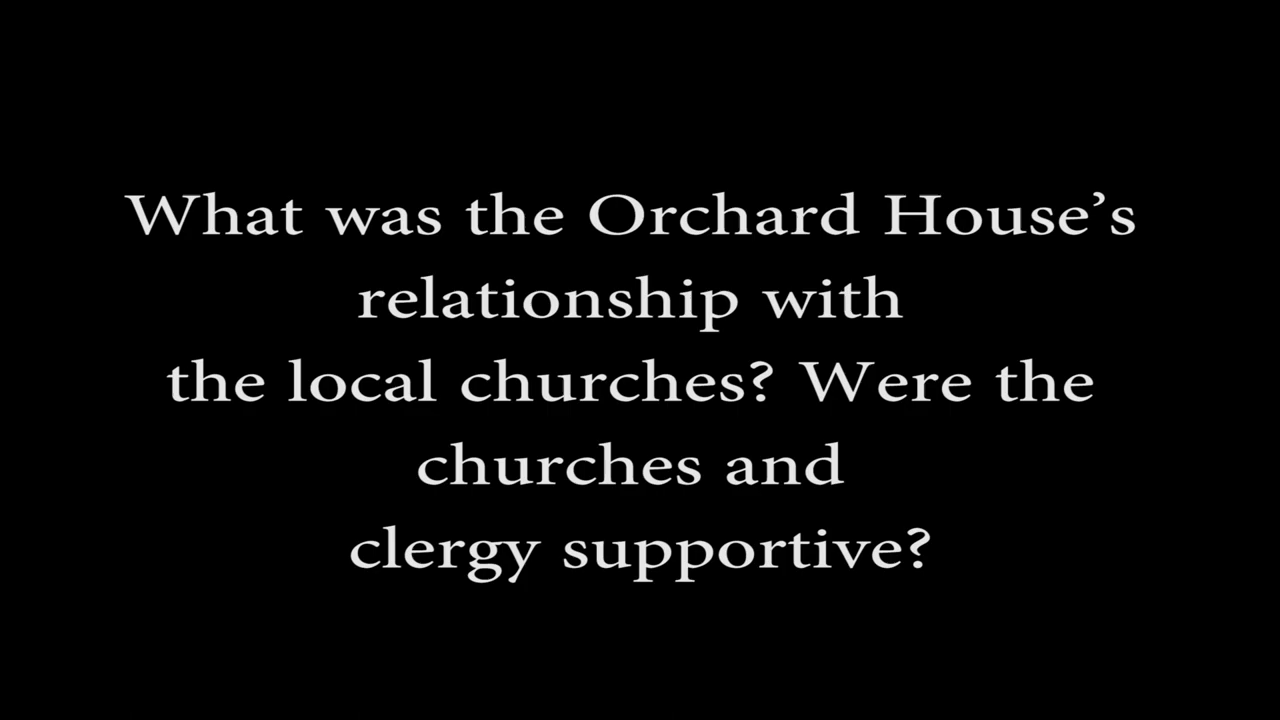 What was the Orchard House’s
relationship with
the local churches? Were the
churches and
clergy supportive?